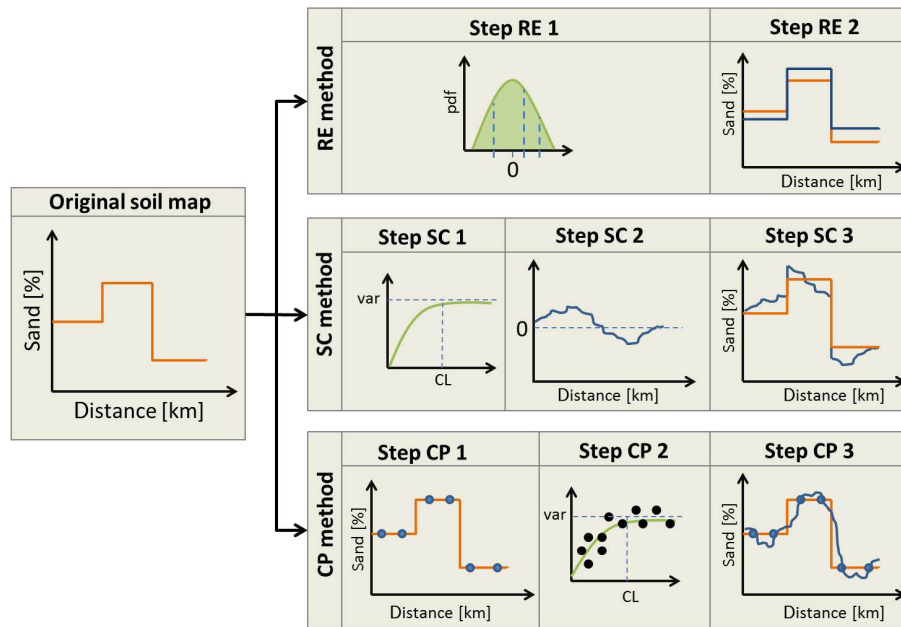 Original soil map
Sand [%]
Distance [km]
RE method
Step RE 1
pdf
0
Step RE 2
Sand [%]
Distance [km]
SC method
Step SC 1
var
CL
Step SC 2
0
Distance [km]
Step SC 3
Sand [%]
Distance [km]
CP method
Step CP 1
Sand [%]
Distance [km]
Step CP 2
var
CL
Step CP 3
Sand [%]
Distance [km]